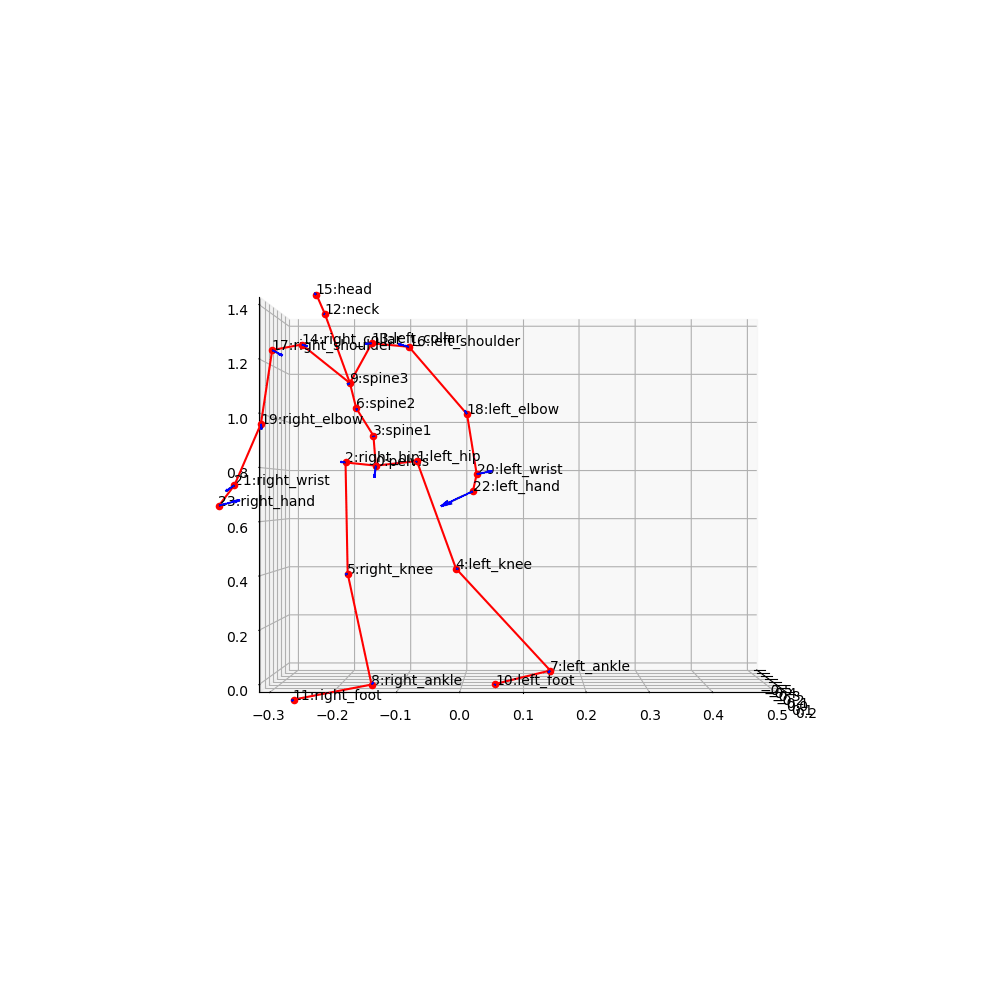 15:head
12:neck
14:right_collar
13:left_collar
17:right_shoulder
16:left_shoulder
9:spine3
6:spine2
18:left_elbow
19:right_elbow
3:spine1
2:right_hip
0:pelvis
1:left_hip
20:left_wrist
21:right_wrist
22:left_hand
23:right_hand
5:right_knee
4:left_knee
7:left_ankle
8:right_ankle
10:left_foot
11:right_foot
1.4
1.2
1.0
0.8
0.6
0.4
0.2
0.0
−0.3 −0.2 −0.1 0.0 0.1 0.2 0.3 0.4 0.5
0.2